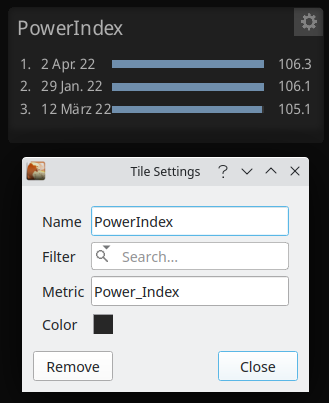 PowerIndex
1. 2 Apr. 22 106.3
2. 29 Jan. 22 106.1
3. 12 März 22 105.1
Tile Settings
Name PowerIndex
Filter Search...
Metric Power_Index
Color
Remove Close